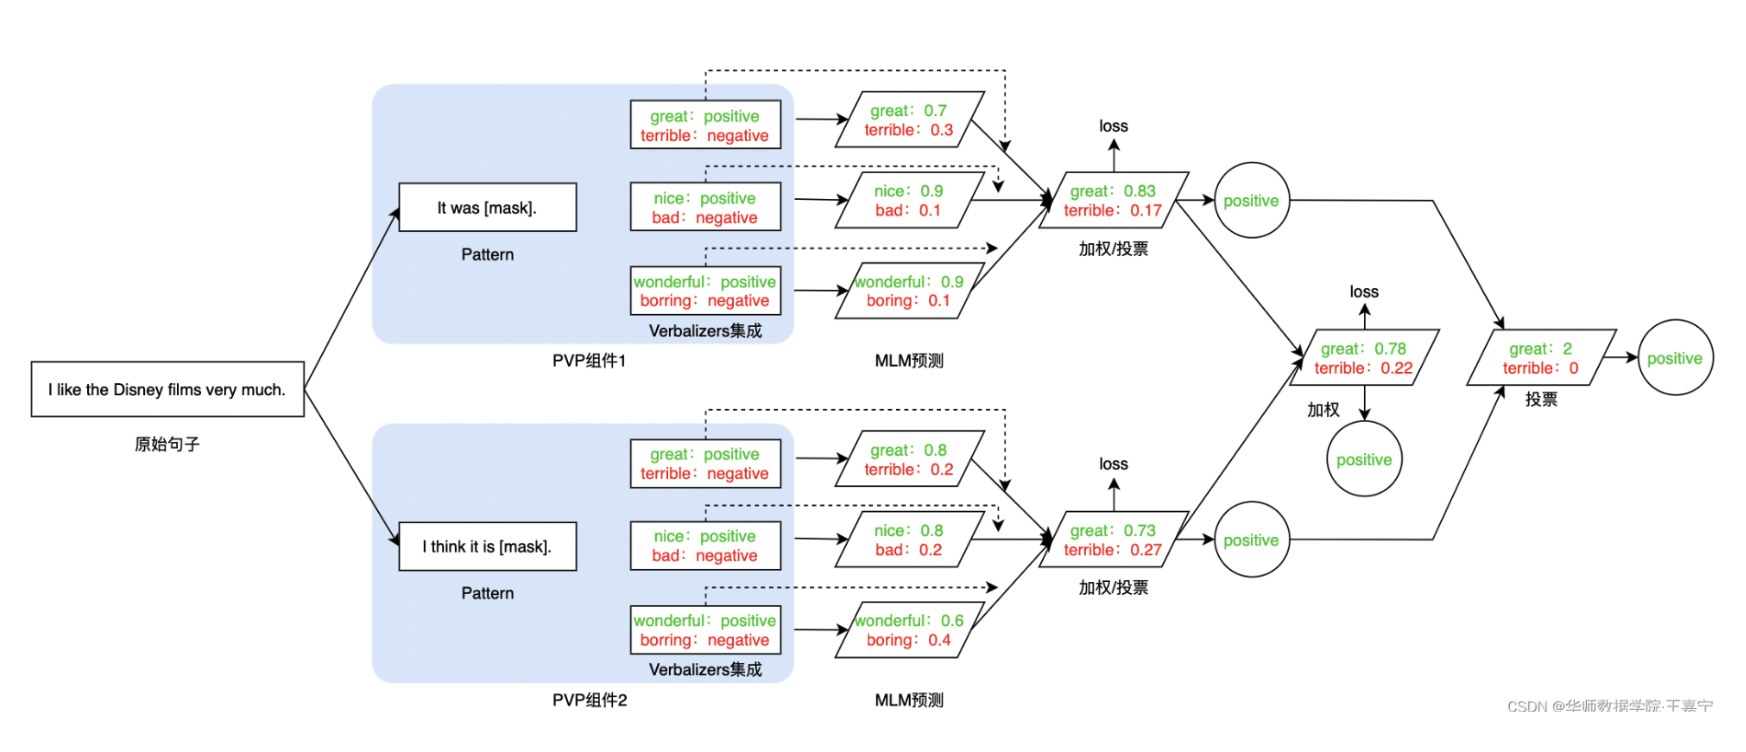 I like the Disney films very much.
原始句子
It was [mask].
Pattern
great：positive
terrible：negative
nice：positive
bad：negative
wonderful：positive
borring：negative
Verbalizers集成
PVP组件1
great：0.7
terrible：0.3
nice：0.9
bad：0.1
wonderful：0.9
boring：0.1
MLM预测
loss
great：0.83
terrible：0.17
加权/投票
positive
I think it is [mask].
Pattern
great：positive
terrible：negative
nice：positive
bad：negative
wonderful：positive
borring：negative
Verbalizers集成
PVP组件2
great：0.8
terrible：0.2
nice：0.8
bad：0.2
wonderful：0.6
boring：0.4
MLM预测
loss
great：0.73
terrible：0.27
加权/投票
positive
loss
great：0.78
terrible：0.22
加权
positive
great：2
terrible：0
投票
positive
CSDN @华师数据学院·王嘉宁